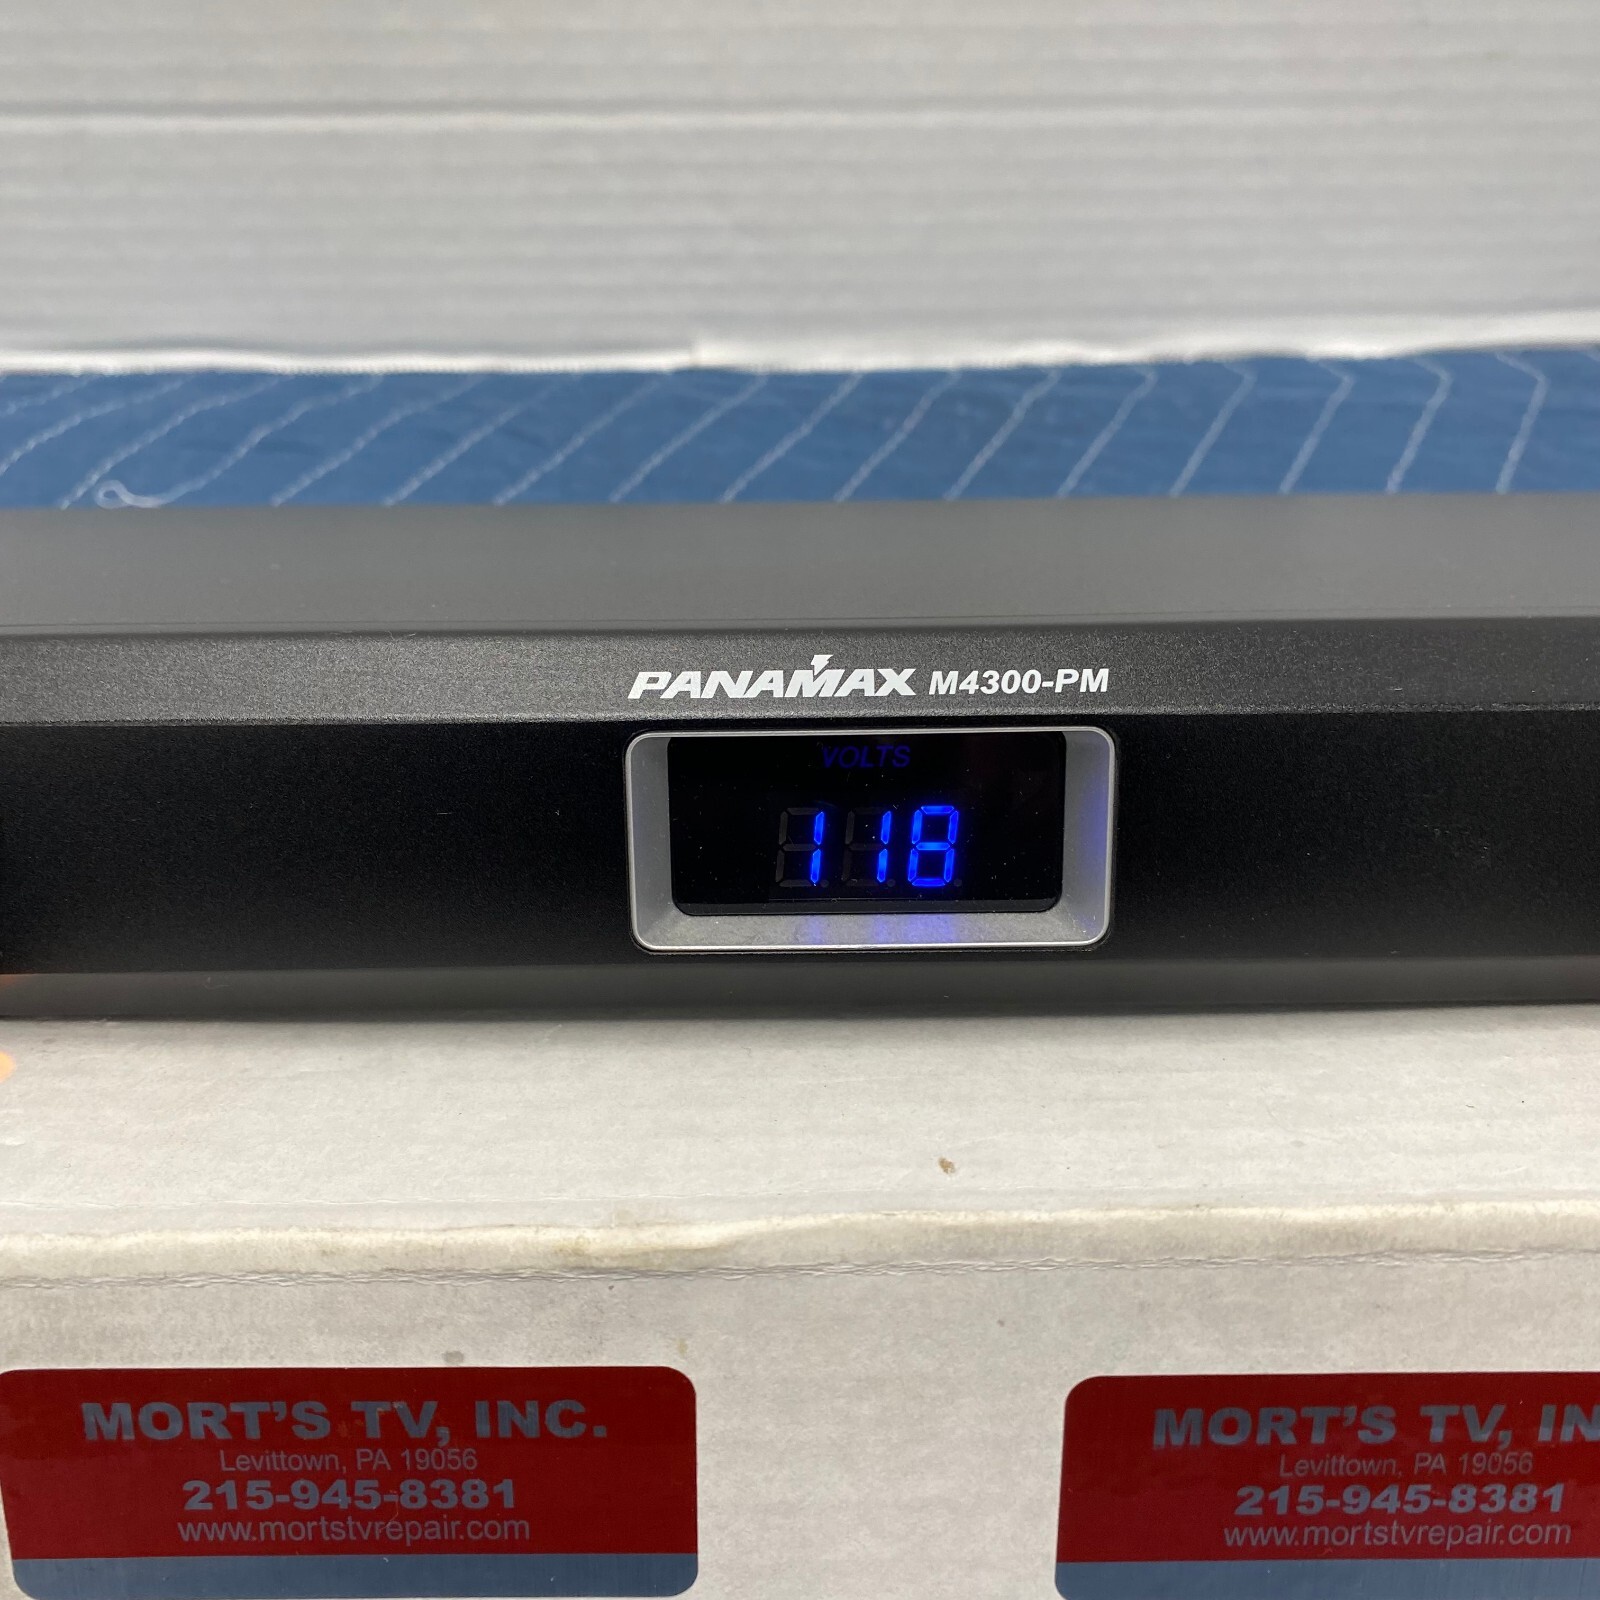 PANAMAX M4300-PM
VOLTS
118
MORT'S TV, INC.
Levittown, PA 19056
215-945-8381
www.mortstvrepair.com
MORT'S TV, IN
Levittown, PA 19056
215-945-8381
www.mortstvrepair.com